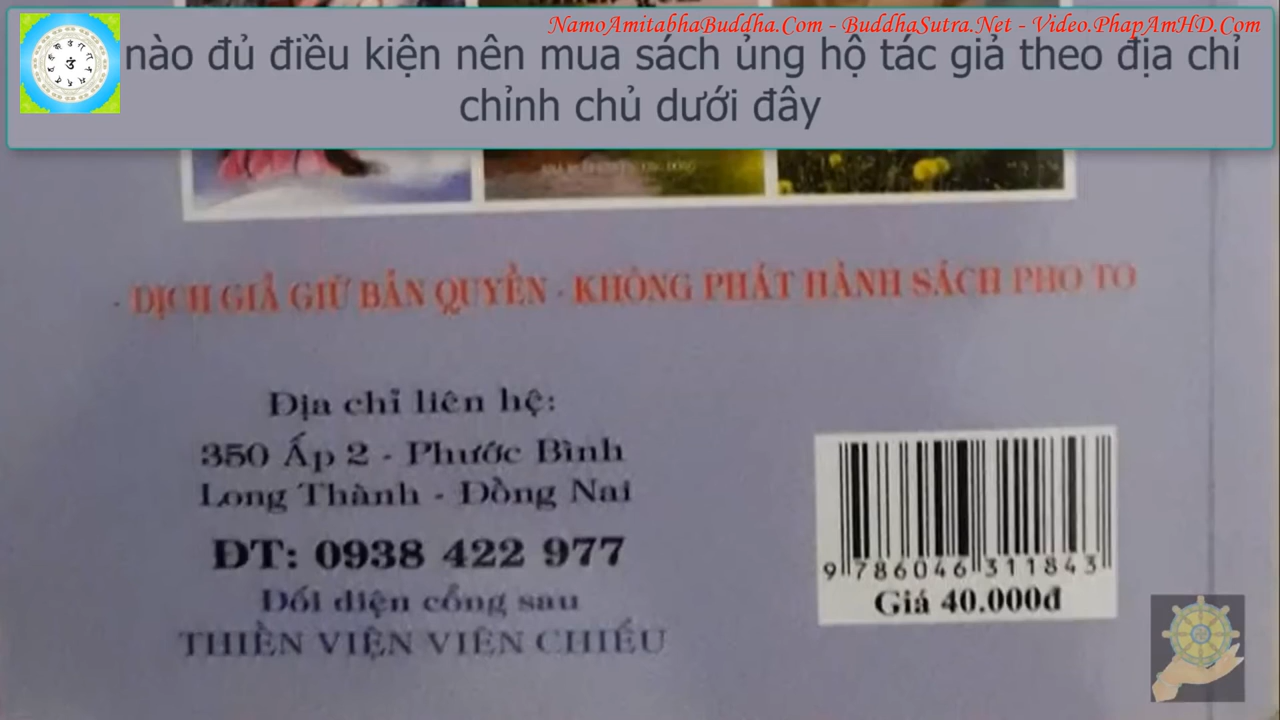 NamoAmitabhaBuddha.Com - BuddhaSutra.Net - Video.PhapAmHD.Com
nào đủ điều kiện nên mua sách ủng hộ tác giả theo địa chỉ
chỉnh chủ dưới đây
- DỊCH GIẢ GIỮ BẢN QUYỀN - KHÔNG PHÁT HÀNH SÁCH PHO TO
Địa chỉ liên hệ:
350 Ấp 2 - Phước Bình
Long Thành - Đồng Nai
ĐT: 0938 422 977
Đối diện cổng sau
THIỀN VIỆN VIÊN CHIẾU
9 786046 311843
Giá 40.000đ